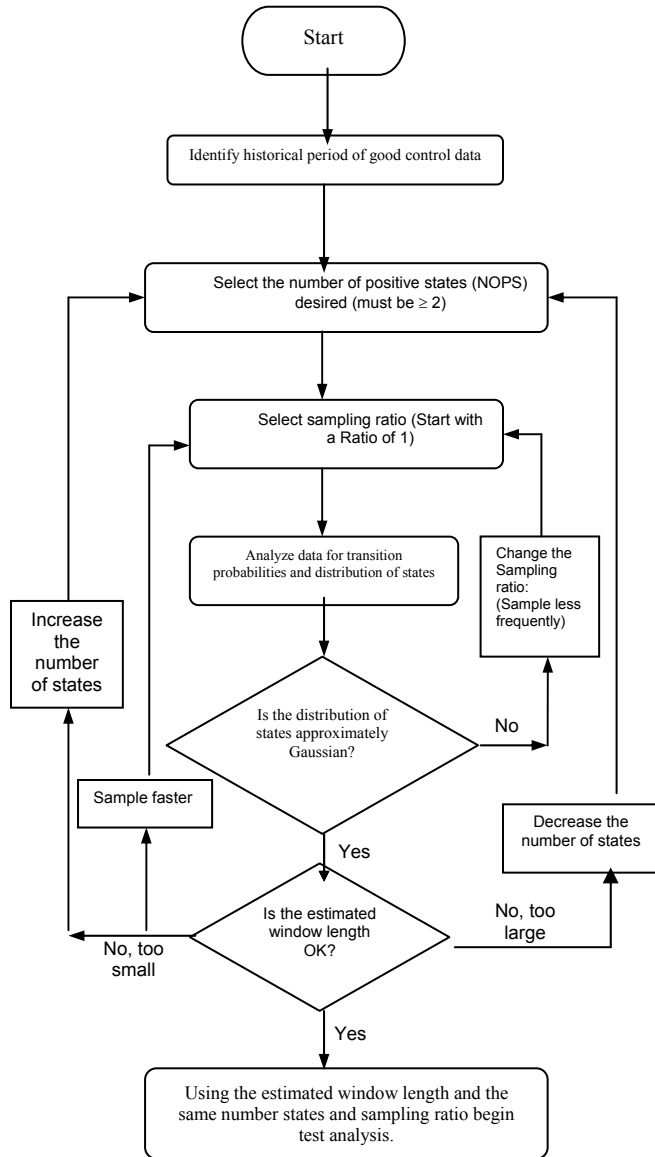 Start
Identify historical period of good control data
Select the number of positive states (NOPS)
desired (must be ≥ 2)
Select sampling ratio (Start with
a Ratio of 1)
Analyze data for transition
probabilities and distribution of states
Change the
Sampling
ratio:
(Sample less
frequently)
Increase
the
number
of states
Is the distribution of
states approximately
Gaussian?
No
Sample faster
Decrease the
number of states
Yes
Is the estimated
window length
OK?
No, too
large
No, too
small
Yes
Using the estimated window length and the
same number states and sampling ratio begin
test analysis.